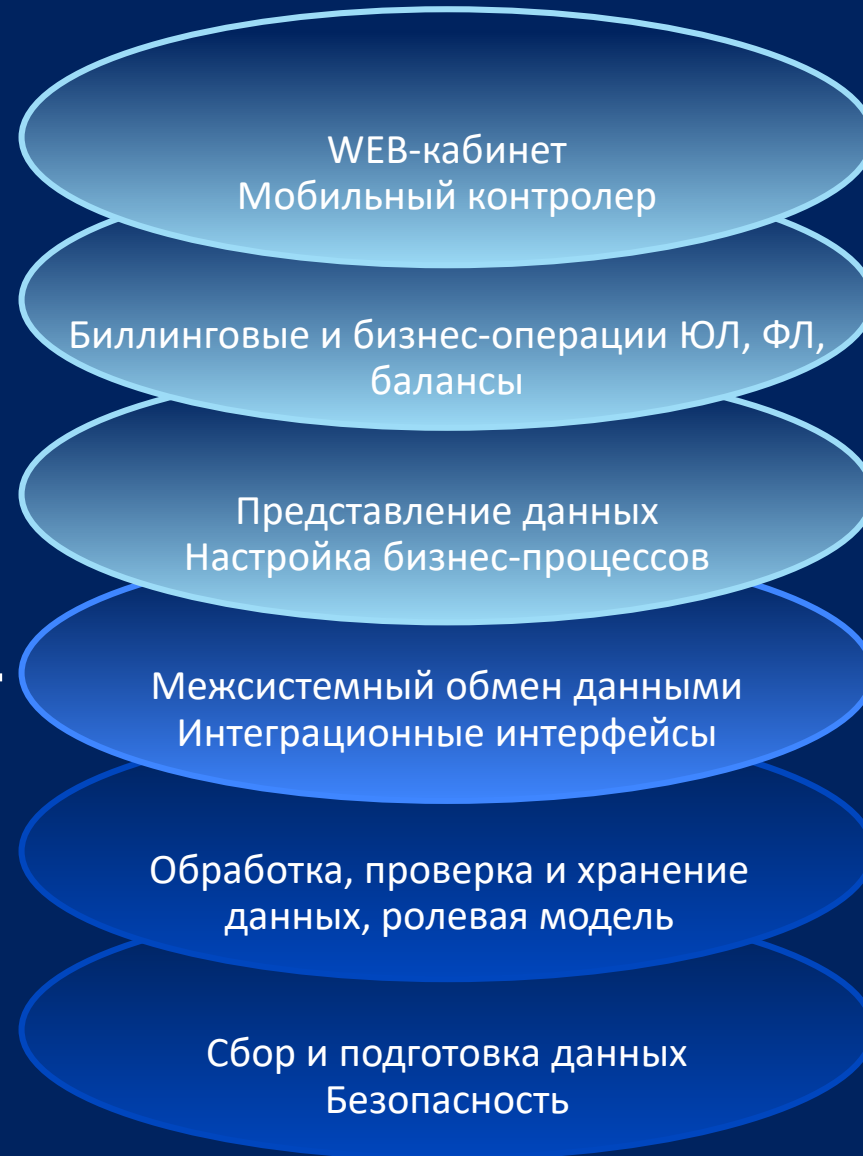 WEB-кабинет
Мобильный контролер
Биллинговые и бизнес-операции ЮЛ, ФЛ,
балансы
Представление данных
Настройка бизнес-процессов
Межсистемный обмен данными
Интеграционные интерфейсы
Обработка, проверка и хранение
данных, ролевая модель
Сбор и подготовка данных
Безопасность